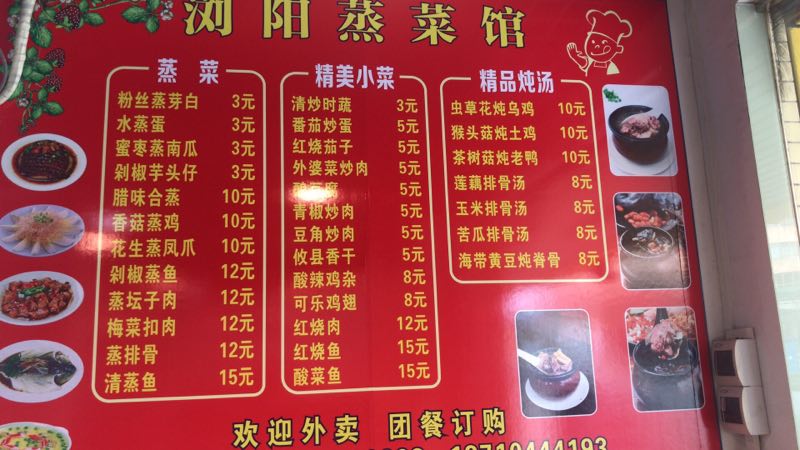 浏阳蒸菜馆
蒸菜
粉丝蒸芽白 3元
水蒸蛋 3元
蜜枣蒸南瓜 3元
剁椒芋头仔 3元
腊味合蒸 10元
香菇蒸鸡 10元
花生蒸凤爪 10元
剁椒蒸鱼 12元
蒸坛子肉 12元
梅菜扣肉 12元
蒸排骨 12元
清蒸鱼 15元
精美小菜
清炒时蔬 3元
番茄炒蛋 5元
红烧茄子 5元
外婆菜炒肉 5元
5元
青椒炒肉 5元
豆角炒肉 5元
攸县香干 5元
酸辣鸡杂 8元
可乐鸡翅 8元
红烧肉 12元
红烧鱼 15元
酸菜鱼 15元
精品炖汤
虫草花炖乌鸡 10元
猴头菇炖土鸡 10元
茶树菇炖老鸭 10元
莲藕排骨汤 8元
玉米排骨汤 8元
苦瓜排骨汤 8元
海带黄豆炖脊骨 8元
欢迎外卖 团餐订购